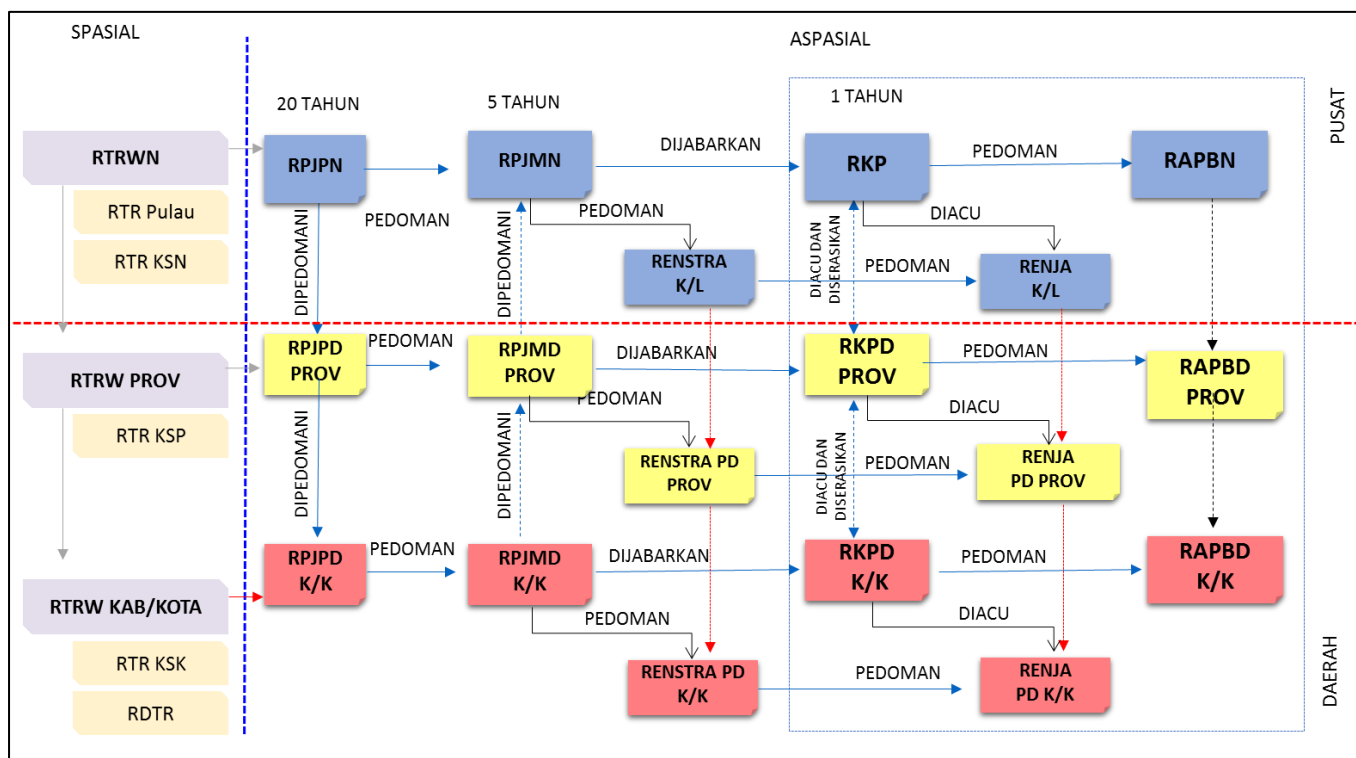 SPASIAL
ASPASIAL
20 TAHUN
5 TAHUN
1 TAHUN
PUSAT
RTRWN
RPJPN
RPJMN
DIJABARKAN
RKP
PEDOMAN
RAPBN
RTR Pulau
RTR KSN
DIPEDOMANI
PEDOMAN
DIPEDOMANI
PEDOMAN
RENSTRA
K/L
PEDOMAN
DIACU DAN
DISERASIKAN
DIACU
RENJA
K/L
RTRW PROV
RPJPD
PROV
PEDOMAN
RPJMD
PROV
DIJABARKAN
RKPD
PROV
PEDOMAN
RAPBD
PROV
RTR KSP
DIPEDOMANI
DIPEDOMANI
PEDOMAN
RENSTRA PD
PROV
PEDOMAN
DIACU DAN
DISERASIKAN
DIACU
RENJA
PD PROV
RTRW KAB/KOTA
RPJPD
K/K
PEDOMAN
RPJMD
K/K
DIJABARKAN
RKPD
K/K
PEDOMAN
RAPBD
K/K
RTR KSK
RDTR
PEDOMAN
RENSTRA PD
K/K
PEDOMAN
DIACU
RENJA
PD K/K
DAERAH